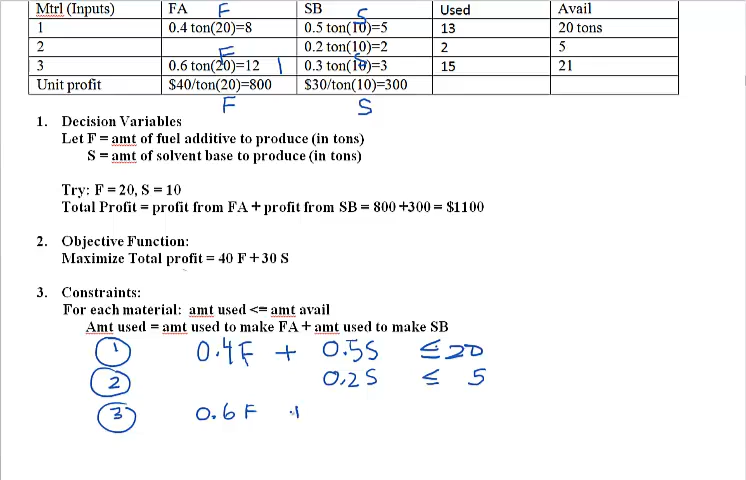 Mtrl (Inputs) FA F SB S Used Avail
1 0.4 ton(20)=8 0.5 ton(10)=5 13 20 tons
2 F 0.2 ton(10)=2 2 5
3 0.6 ton(20)=12 0.3 ton(10)=3 15 21
Unit profit $40/ton(20)=800 $30/ton(10)=300
F S
1. Decision Variables
Let F = amt of fuel additive to produce (in tons)
S = amt of solvent base to produce (in tons)
Try: F = 20, S = 10
Total Profit = profit from FA + profit from SB = 800 +300 = $1100
2. Objective Function:
Maximize Total profit = 40 F + 30 S
3. Constraints:
For each material: amt used <= amt avail
Amt used = amt used to make FA + amt used to make SB
1 0.4F + 0.5S ≤ 20
2 0.2S ≤ 5
3 0.6F